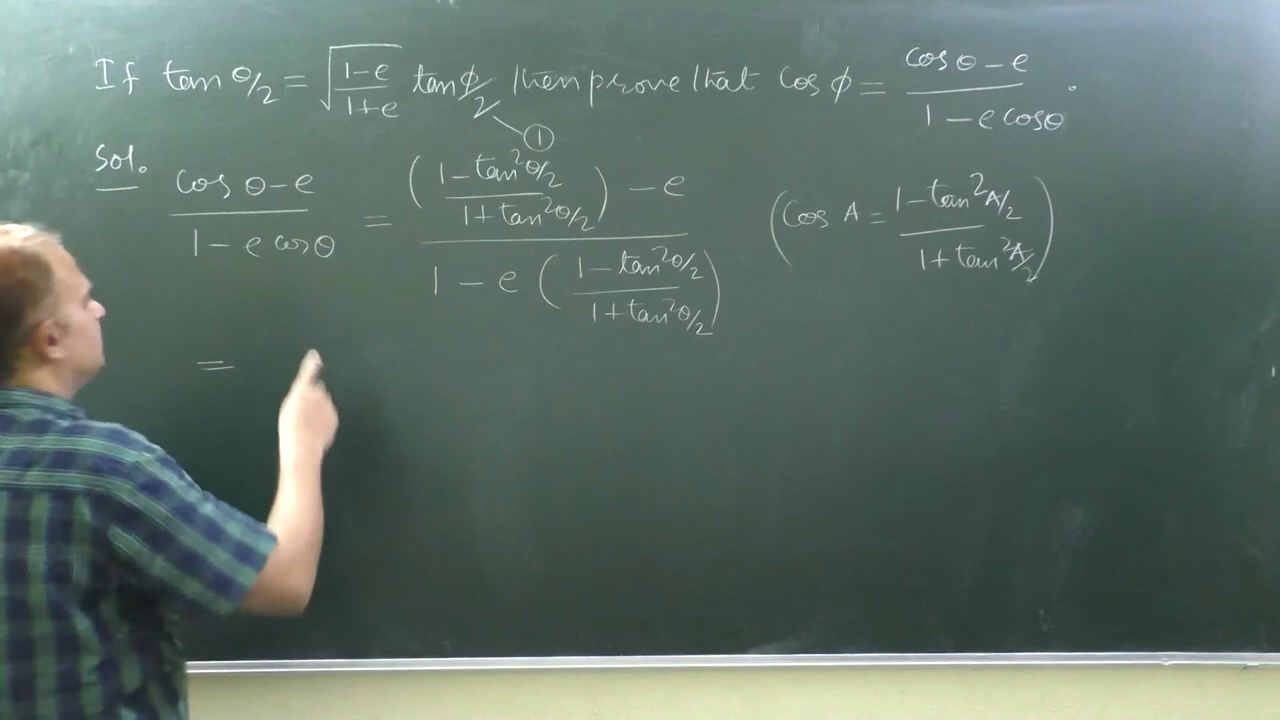 If tan θ/2 = √((1-e)/(1+e)) tan φ/2 then prove that cos φ = (cos θ - e)/(1 - e cos θ).
①
Sol. (cos θ - e)/(1 - e cos θ) = (((1 - tan²θ/2)/(1 + tan²θ/2)) - e)/(1 - e ((1 - tan²θ/2)/(1 + tan²θ/2))) (cos A = (1 - tan²A/2)/(1 + tan²A/2))
=